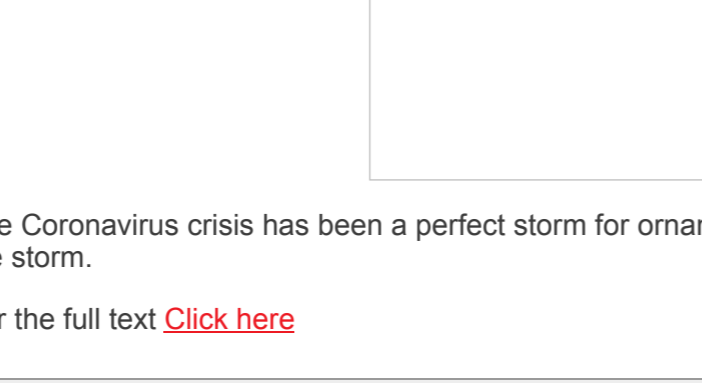 e Coronavirus crisis has been a perfect storm for ornar
e storm.
r the full text Click here